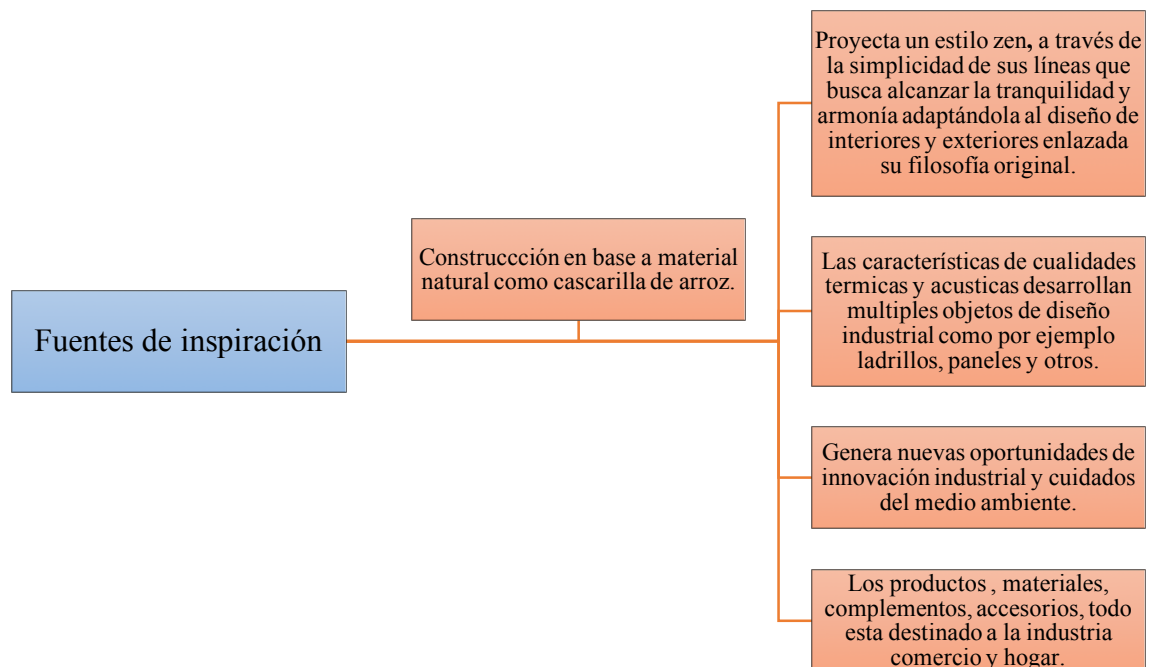 Fuentes de inspiración
Construccción en base a material
natural como cascarilla de arroz.
Proyecta un estilo zen, a través de
la simplicidad de sus líneas que
busca alcanzar la tranquilidad y
armonía adaptándola al diseño de
interiores y exteriores enlazada
su filosofía original.
Las características de cualidades
termicas y acusticas desarrollan
multiples objetos de diseño
industrial como por ejemplo
ladrillos, paneles y otros.
Genera nuevas oportunidades de
innovación industrial y cuidados
del medio ambiente.
Los productos , materiales,
complementos, accesorios, todo
esta destinado a la industria
comercio y hogar.